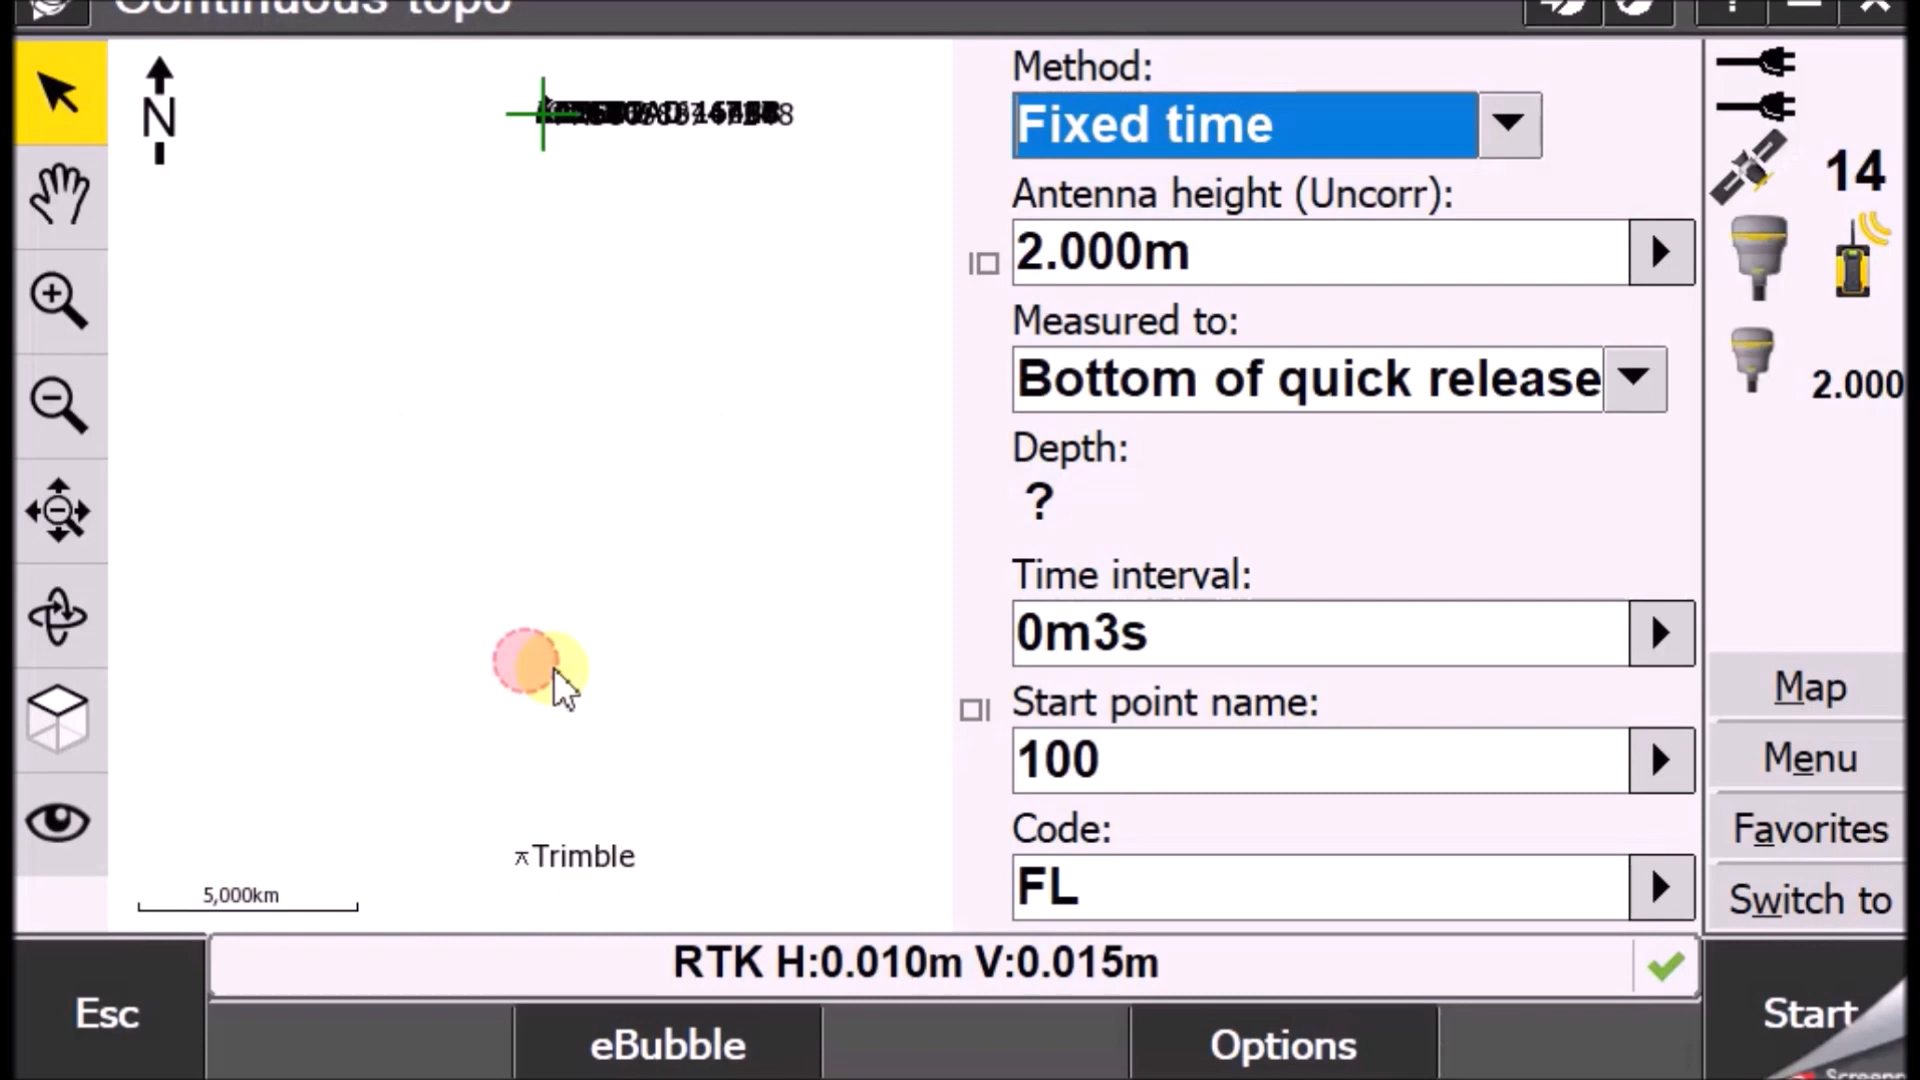 Continuous topo
?
N
Method:
Fixed time
Antenna height (Uncorr):
2.000m
Measured to:
Bottom of quick release
Depth:
?
Time interval:
0m3s
Start point name:
100
Code:
FL
14
2.000
Map
Menu
Favorites
Switch to
Trimble
5,000km
RTK H:0.010m V:0.015m
Esc
eBubble
Options
Start